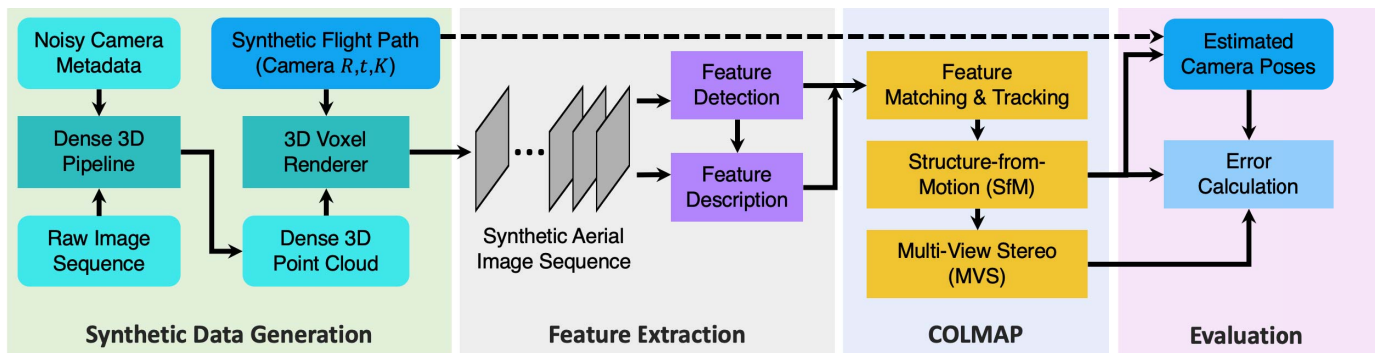 Noisy Camera
Metadata
Synthetic Flight Path
(Camera R,t,K)
Dense 3D
Pipeline
3D Voxel
Renderer
Raw Image
Sequence
Dense 3D
Point Cloud
Synthetic Data Generation
...
Synthetic Aerial
Image Sequence
Feature
Detection
Feature
Description
Feature Extraction
Feature
Matching & Tracking
Structure-from-
Motion (SfM)
Multi-View Stereo
(MVS)
COLMAP
Estimated
Camera Poses
Error
Calculation
Evaluation